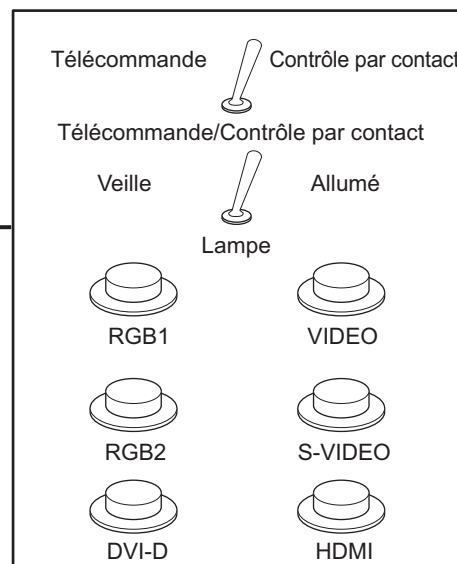 Télécommande Contrôle par contact
Télécommande/Contrôle par contact
Veille Allumé
Lampe
RGB1 VIDEO
RGB2 S-VIDEO
DVI-D HDMI